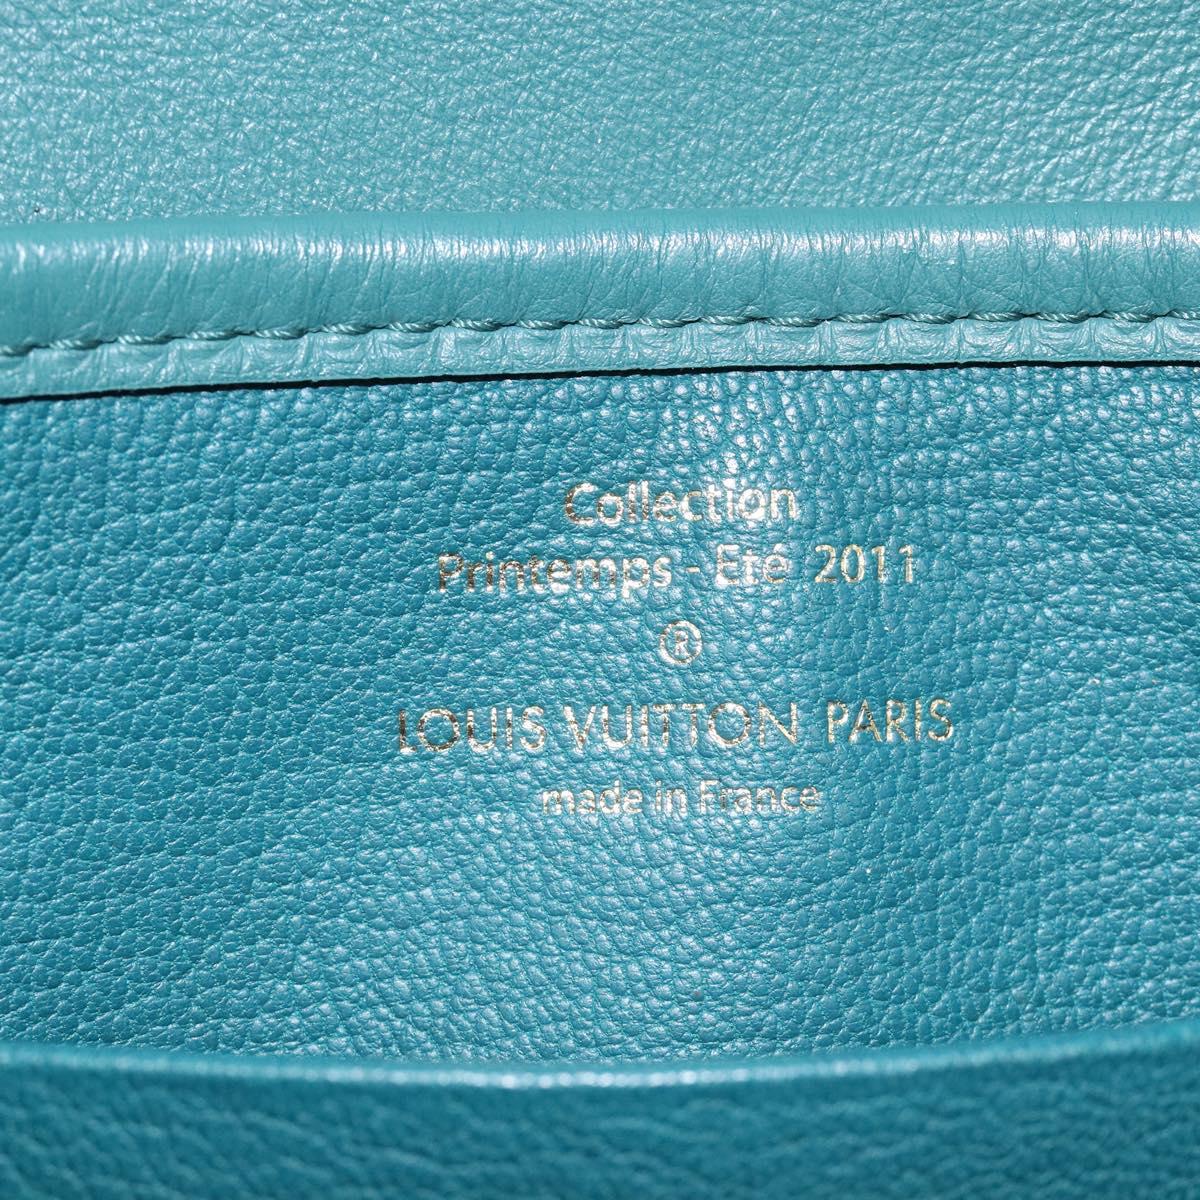 Collection
Printemps - Eté 2011
®
LOUIS VUITTON PARIS
made in France